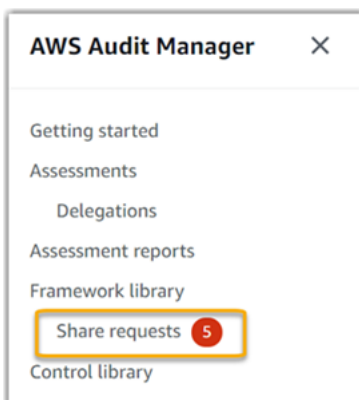 AWS Audit Manager
Getting started
Assessments
Delegations
Assessment reports
Framework library
Share requests 5
Control library